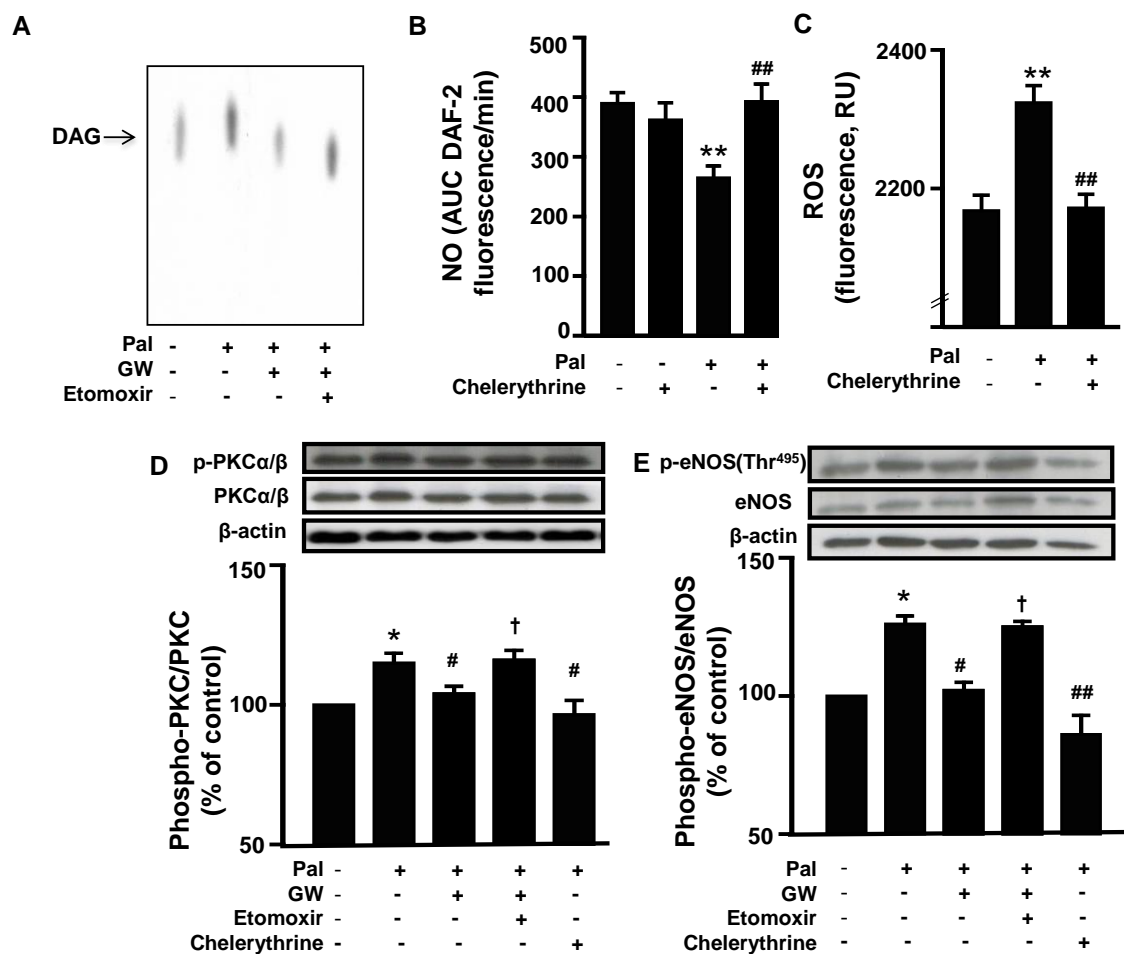 A
DAG→
Pal - + + +
GW - - + +
Etomoxir - - - +
B
NO (AUC DAF-2
fluorescence/min)
500
400
300
200
100
0
**
##
Pal - - + +
Chelerythrine - + - +
C
ROS
(fluorescence, RU)
2400
2200
**
##
Pal - + +
Chelerythrine - - +
D
p-PKCα/β
PKCα/β
β-actin
Phospho-PKC/PKC
(% of control)
150
100
50
*
#
†
#
Pal - + + + +
GW - - + + -
Etomoxir - - - + -
Chelerythrine - - - - +
E
p-eNOS(Thr⁴⁹⁵)
eNOS
β-actin
Phospho-eNOS/eNOS
(% of control)
150
100
50
*
#
†
##
Pal - + + + +
GW - - + + -
Etomoxir - - - + -
Chelerythrine - - - - +